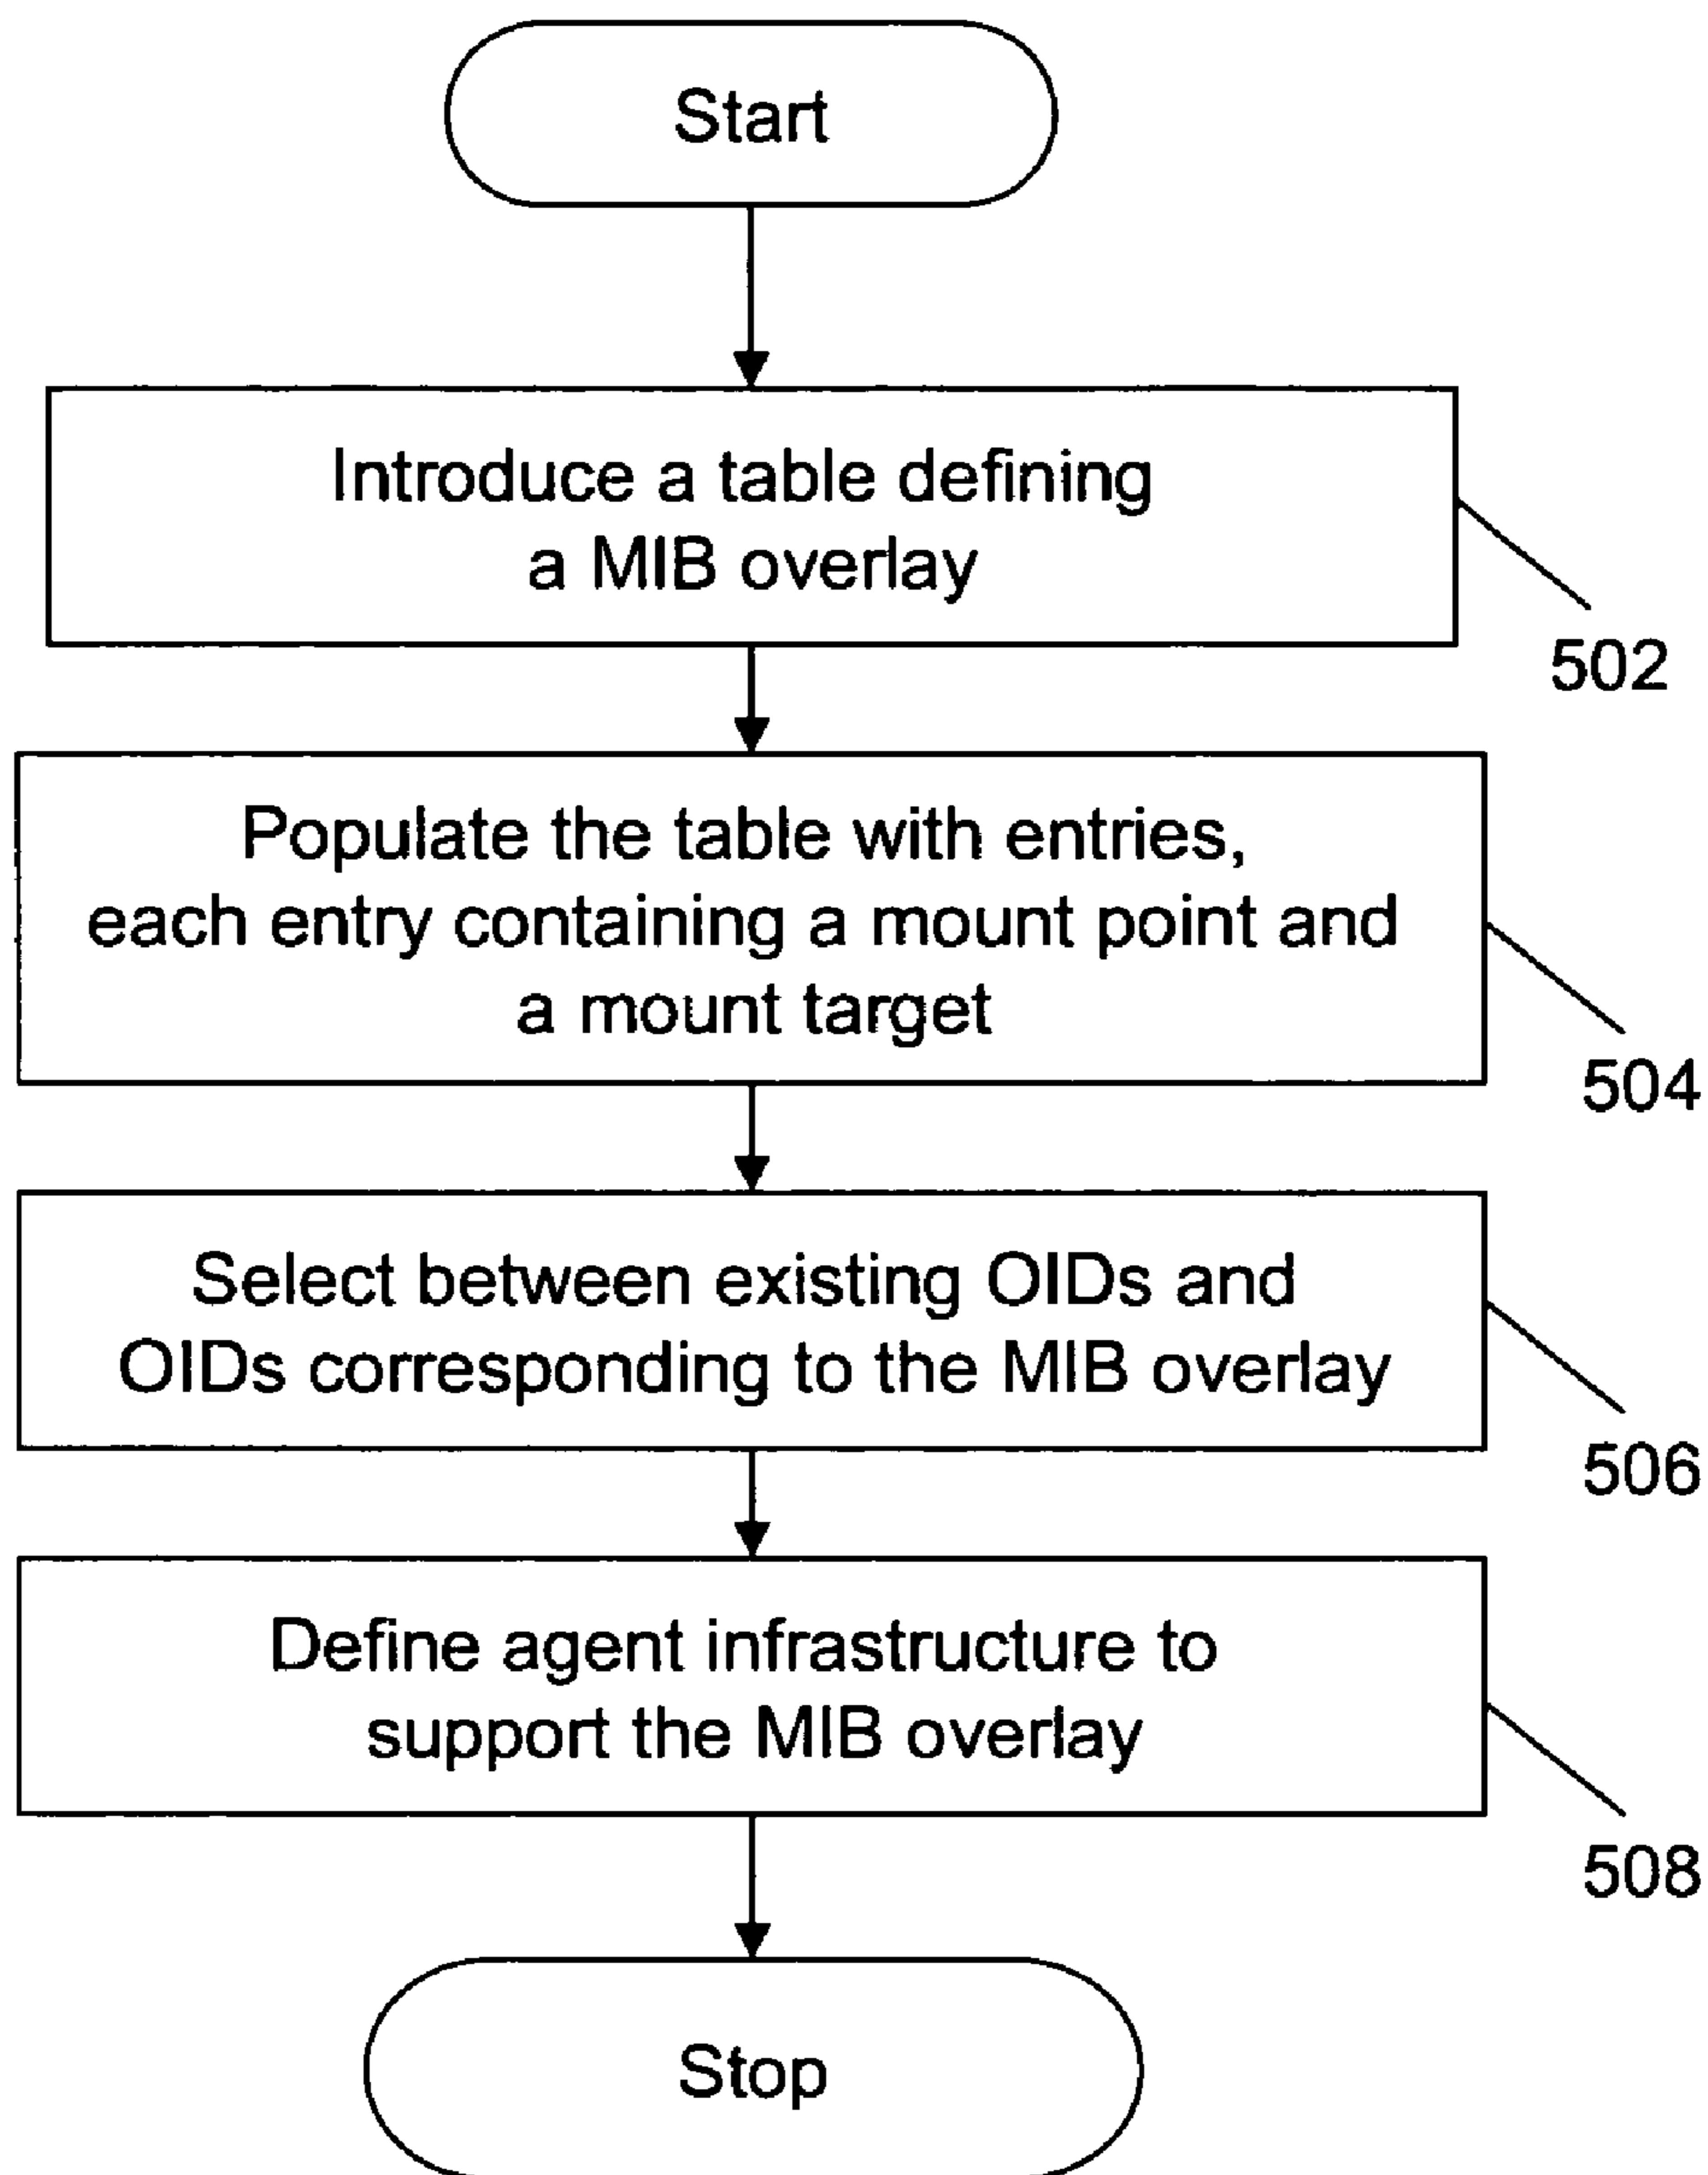 Start
Introduce a table defining
a MIB overlay
502
Populate the table with entries,
each entry containing a mount point and
a mount target
504
Select between existing OIDs and
OIDs corresponding to the MIB overlay
506
Define agent infrastructure to
support the MIB overlay
508
Stop